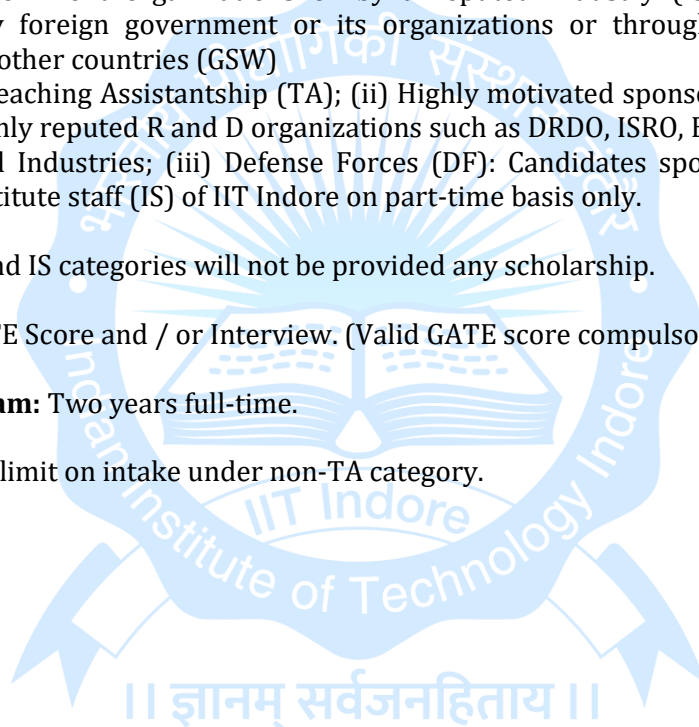 y foreign government or its organizations or through
other countries (GSW)
eaching Assistantship (TA); (ii) Highly motivated sponso
nly reputed R and D organizations such as DRDO, ISRO,
d Industries; (iii) Defense Forces (DF): Candidates spo
titute staff (IS) of IIT Indore on part-time basis only.
nd IS categories will not be provided any scholarship.
TE Score and / or Interview. (Valid GATE score compulso
am: Two years full-time.
limit on intake under non-TA category.
भारतीय प्रौद्योगिकी संस्थान इंदौर
Indian Institute of Technology Indore
IIT Indore
।। ज्ञानम् सर्वजनहिताय ।।